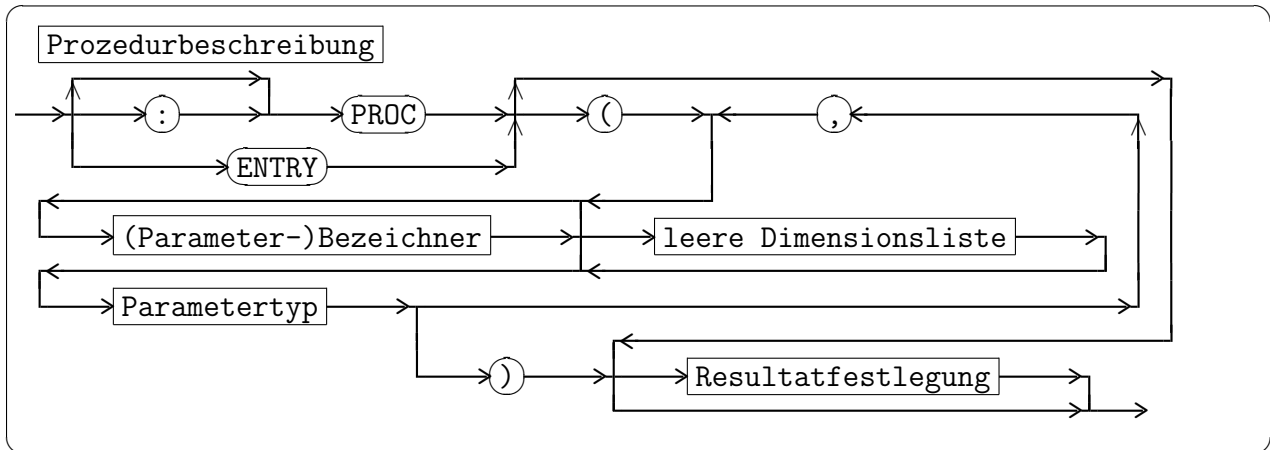 Prozedurbeschreibung
: PROC ( ,
ENTRY
(Parameter-)Bezeichner leere Dimensionsliste
Parametertyp
) Resultatfestlegung